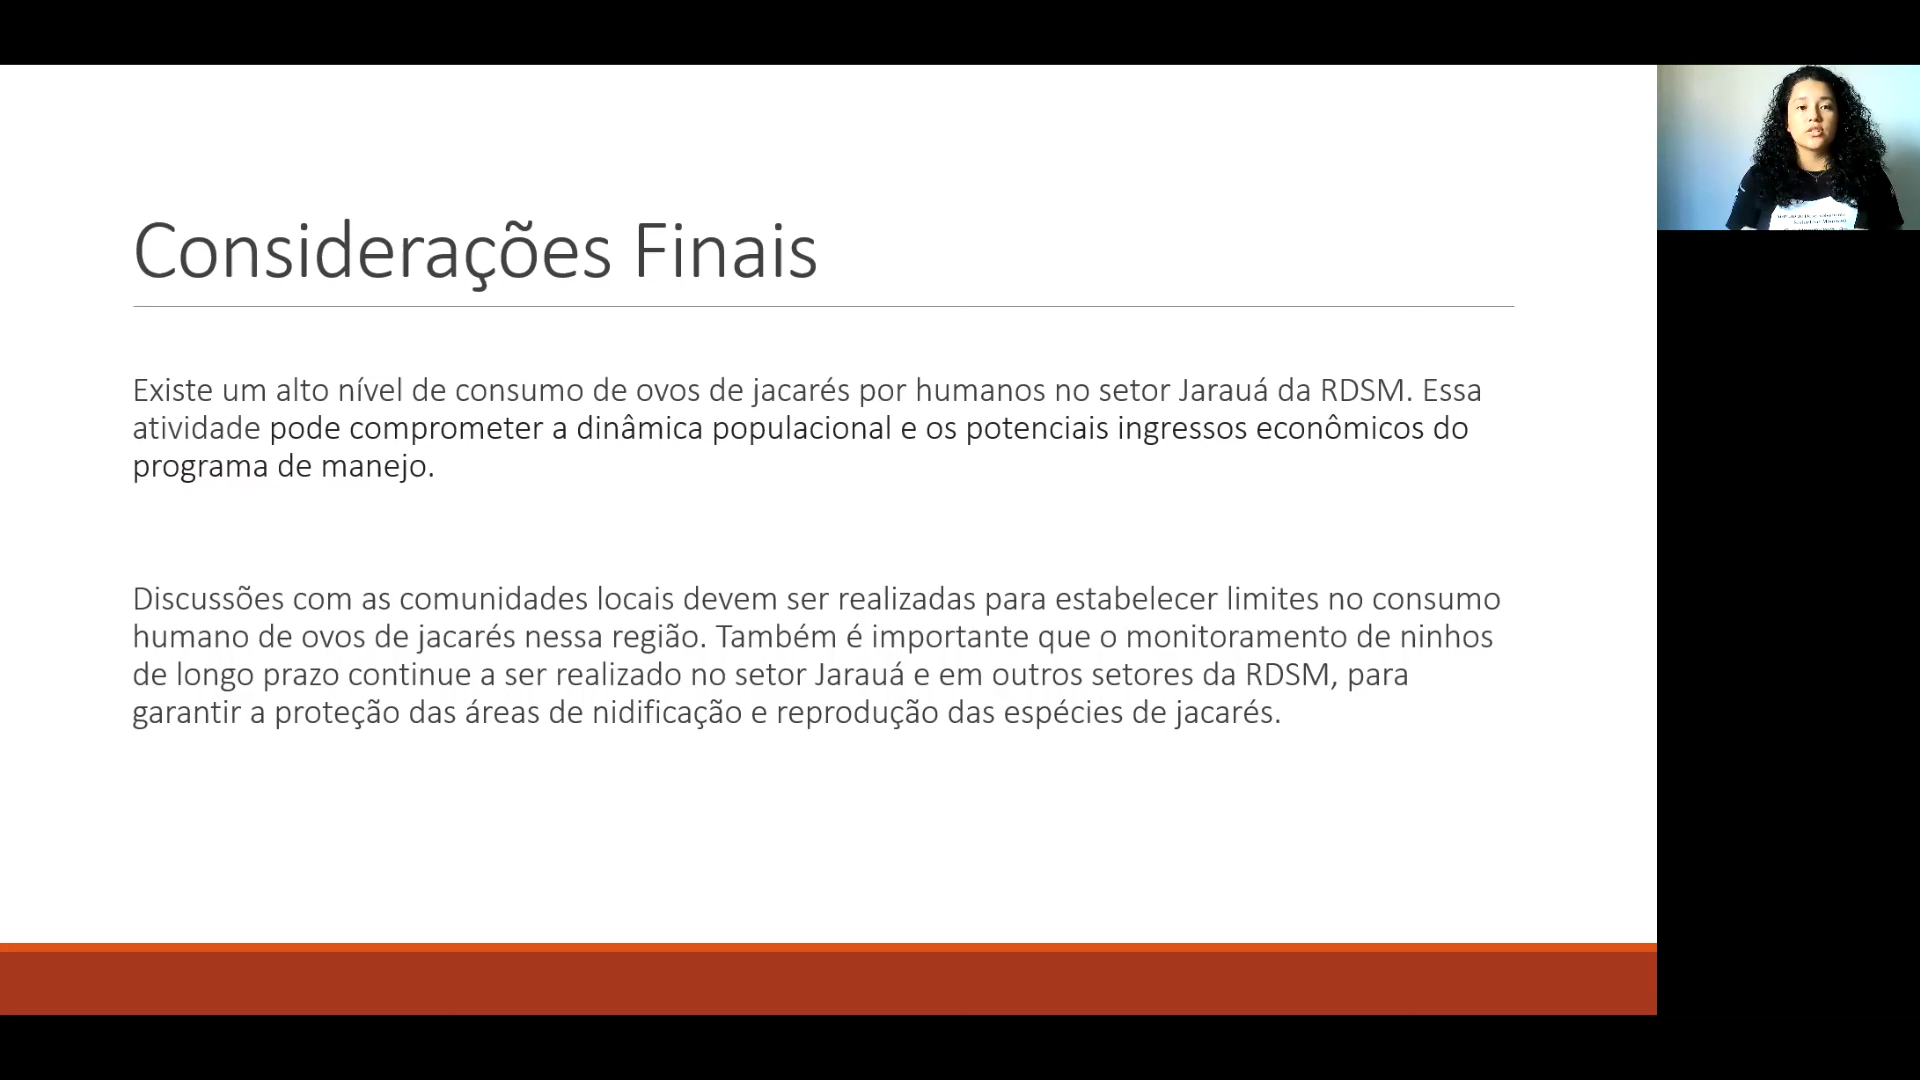 Considerações Finais
Existe um alto nível de consumo de ovos de jacarés por humanos no setor Jarauá da RDSM. Essa
atividade pode comprometer a dinâmica populacional e os potenciais ingressos econômicos do
programa de manejo.
Discussões com as comunidades locais devem ser realizadas para estabelecer limites no consumo
humano de ovos de jacarés nessa região. Também é importante que o monitoramento de ninhos
de longo prazo continue a ser realizado no setor Jarauá e em outros setores da RDSM, para
garantir a proteção das áreas de nidificação e reprodução das espécies de jacarés.